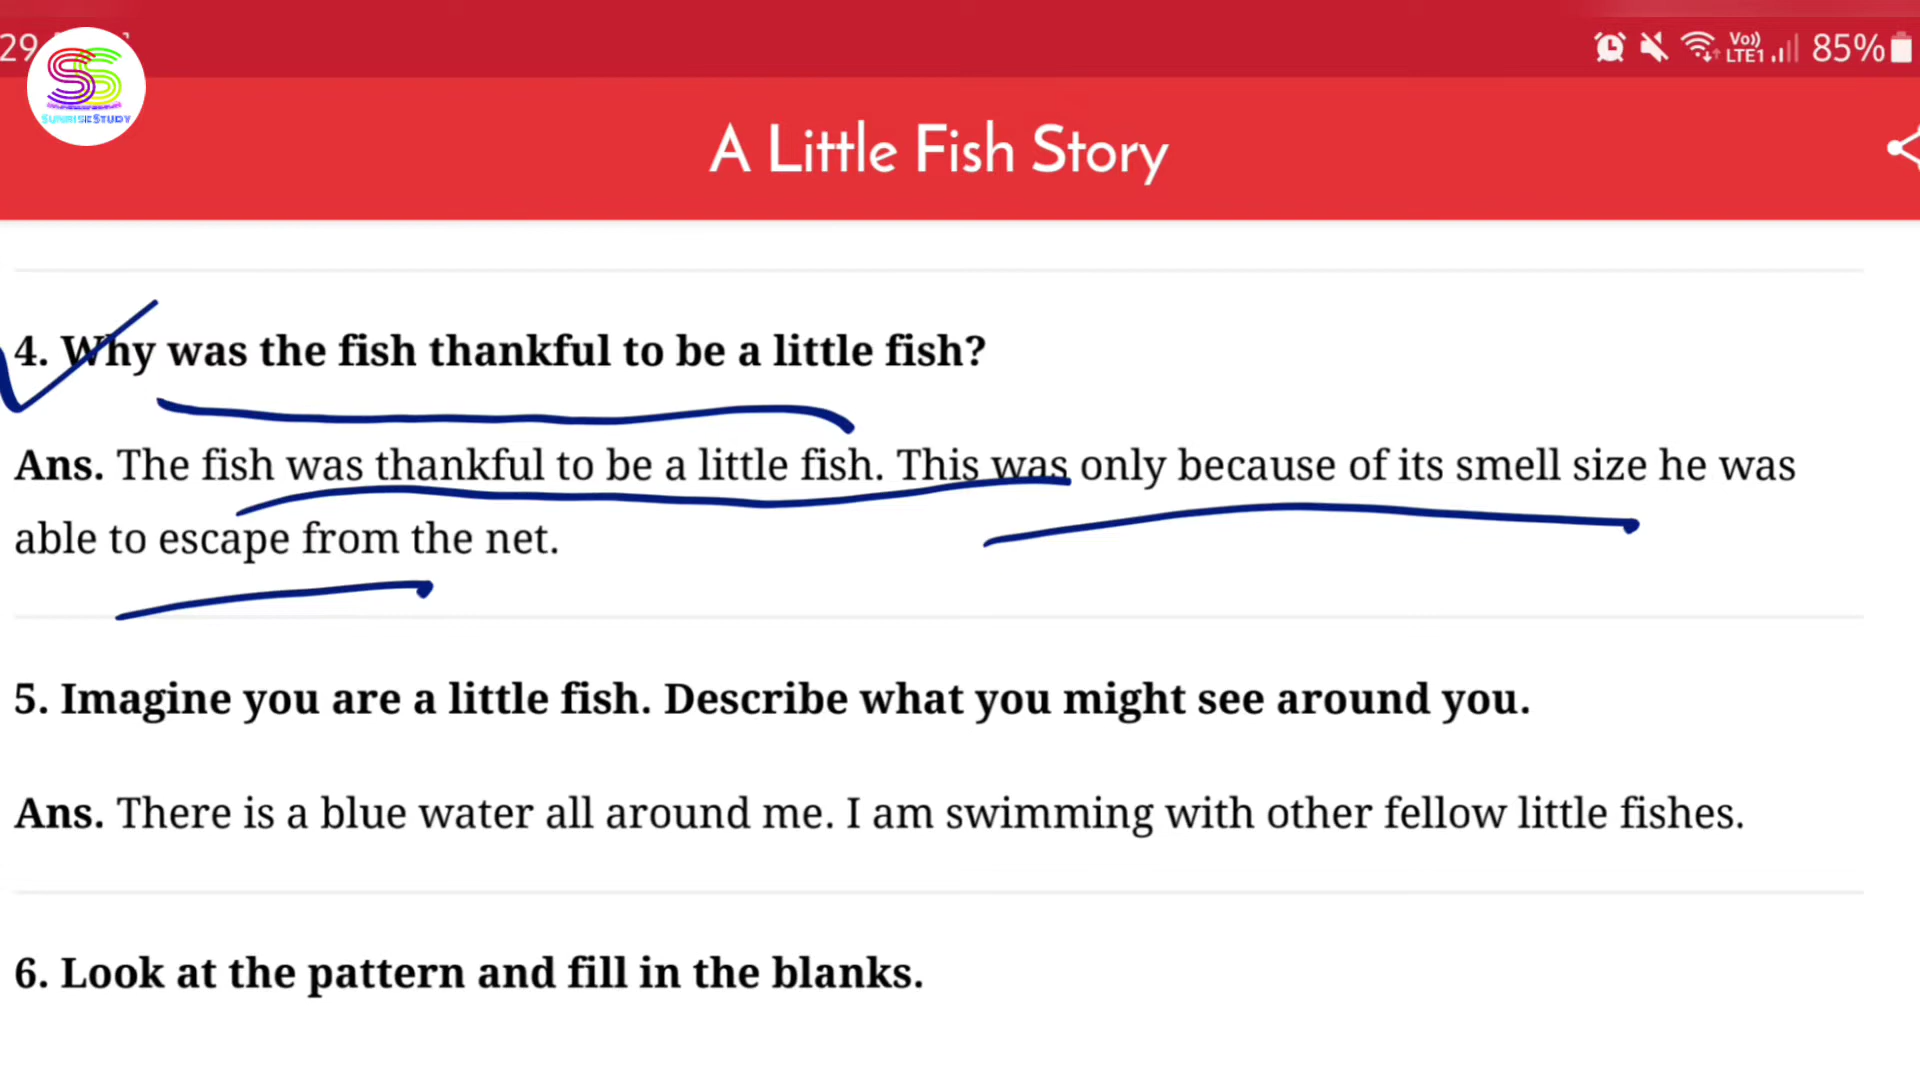 29
Vo))
LTE1
85%
SUNRISESTUDY
A Little Fish Story
4. Why was the fish thankful to be a little fish?
Ans. The fish was thankful to be a little fish. This was only because of its smell size he was
able to escape from the net.
5. Imagine you are a little fish. Describe what you might see around you.
Ans. There is a blue water all around me. I am swimming with other fellow little fishes.
6. Look at the pattern and fill in the blanks.